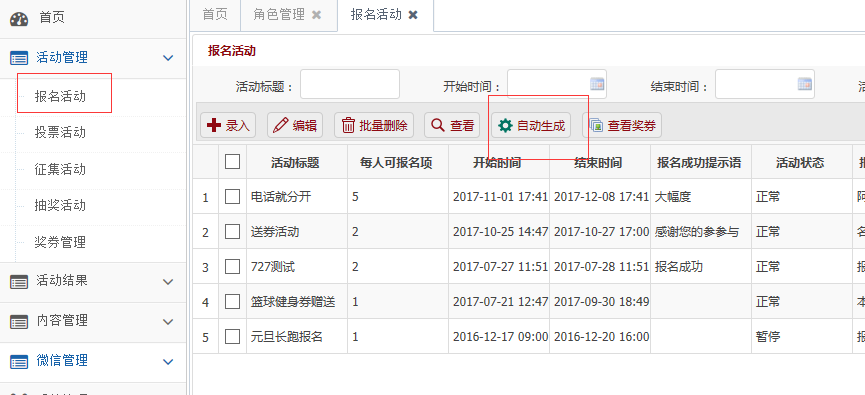 首页
活动管理
报名活动
投票活动
征集活动
抽奖活动
奖券管理
活动结果
内容管理
微信管理
首页 角色管理 报名活动
报名活动
活动标题： 开始时间： 结束时间：
录入 编辑 批量删除 查看 自动生成 查看奖券
活动标题 每人可报名项 开始时间 结束时间 报名成功提示语 活动状态
1 电话就分开 5 2017-11-01 17:41 2017-12-08 17:41 大幅度 正常
2 送券活动 2 2017-10-25 14:47 2017-10-27 17:00 感谢您的参参与 正常
3 727测试 2 2017-07-27 11:51 2017-07-28 11:51 报名成功 正常
4 篮球健身券赠送 1 2017-07-21 12:47 2017-09-30 18:49 正常
5 元旦长跑报名 1 2016-12-17 09:00 2016-12-20 16:00 暂停